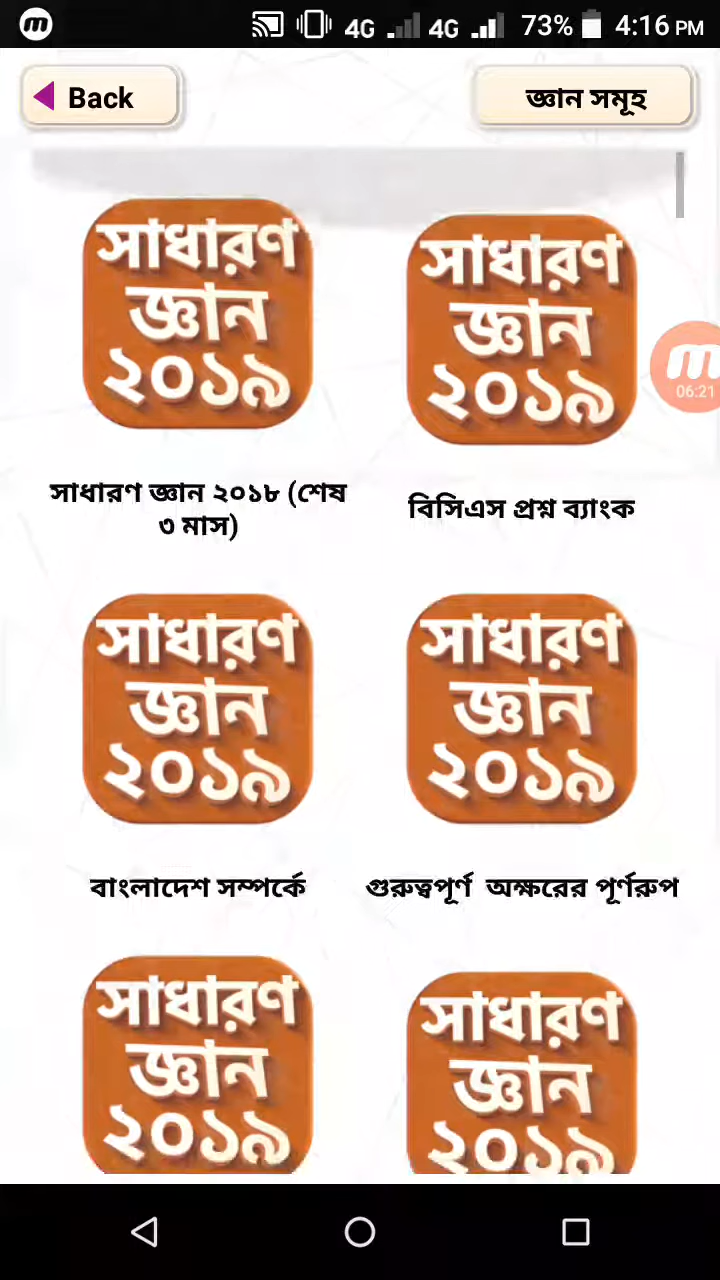 m 4G 4G 73% 4:16 PM
Back
জ্ঞান সমূহ
সাধারণ
জ্ঞান
২০১৯
সাধারণ
জ্ঞান
২০১৯
m
06:21
সাধারণ জ্ঞান ২০১৮ (শেষ
৩ মাস)
বিসিএস প্রশ্ন ব্যাংক
সাধারণ
জ্ঞান
২০১৯
সাধারণ
জ্ঞান
২০১৯
বাংলাদেশ সম্পর্কে
গুরুত্বপূর্ণ অক্ষরের পূর্ণরুপ
সাধারণ
জ্ঞান
২০১৯
সাধারণ
জ্ঞান
২০১৯